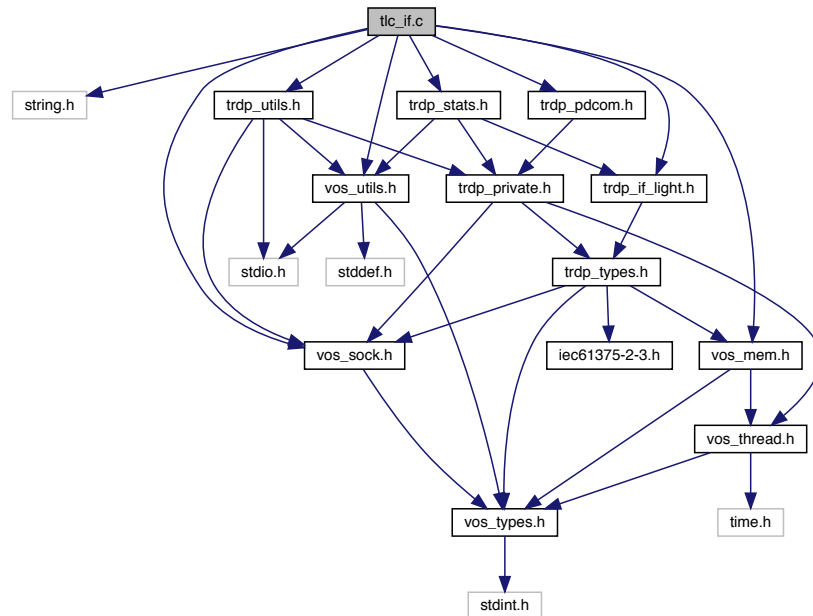 tlc_if.c
string.h
trdp_utils.h
trdp_stats.h
trdp_pdcom.h
vos_utils.h
trdp_private.h
trdp_if_light.h
stdio.h
stddef.h
trdp_types.h
vos_sock.h
iec61375-2-3.h
vos_mem.h
vos_thread.h
vos_types.h
time.h
stdint.h